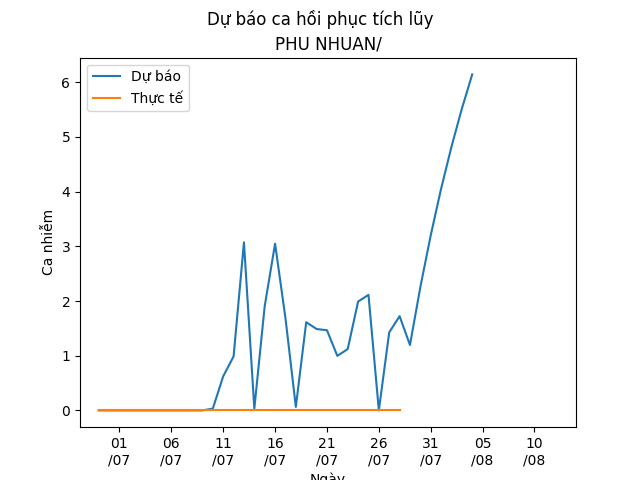 Dự báo ca hồi phục tích lũy
PHU NHUAN/
Dự báo
Thực tế
Ca nhiễm
6
5
4
3
2
1
0
01 06 11 16 21 26 31 05 10
/07 /07 /07 /07 /07 /07 /07 /08 /08
Ngày